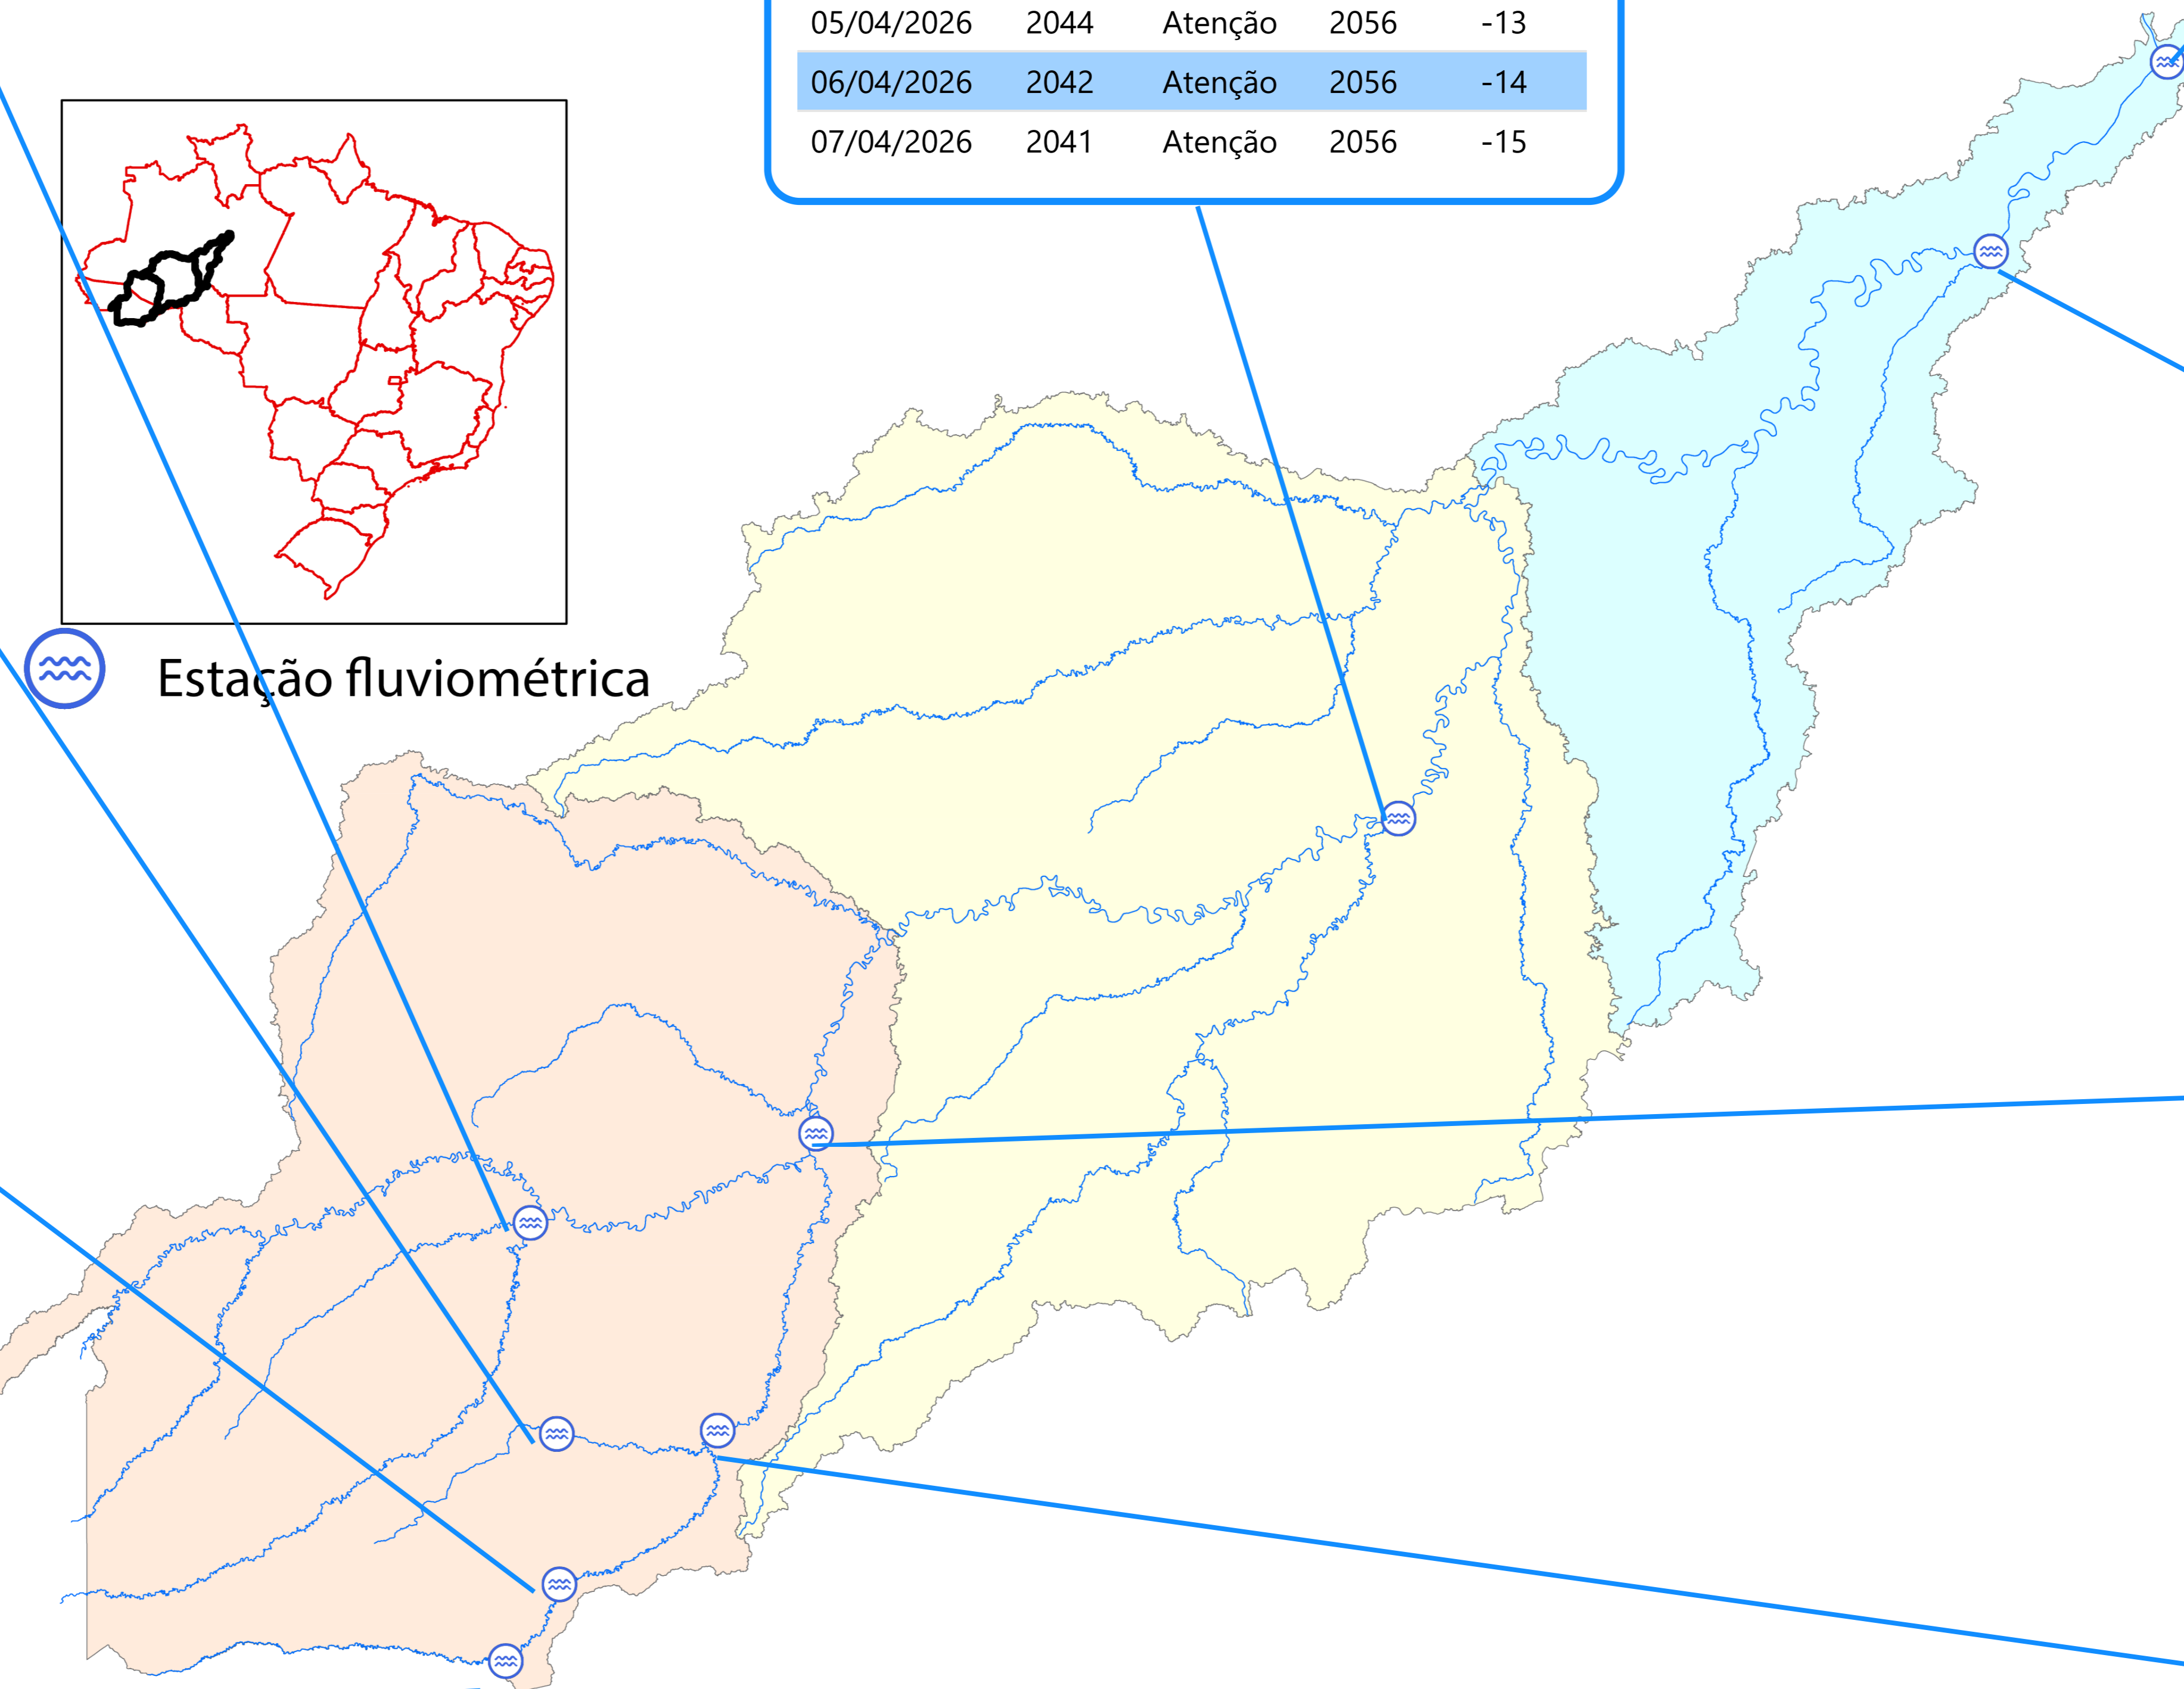 05/04/2026 2044 Atenção 2056 -13
06/04/2026 2042 Atenção 2056 -14
07/04/2026 2041 Atenção 2056 -15
Estação fluviométrica